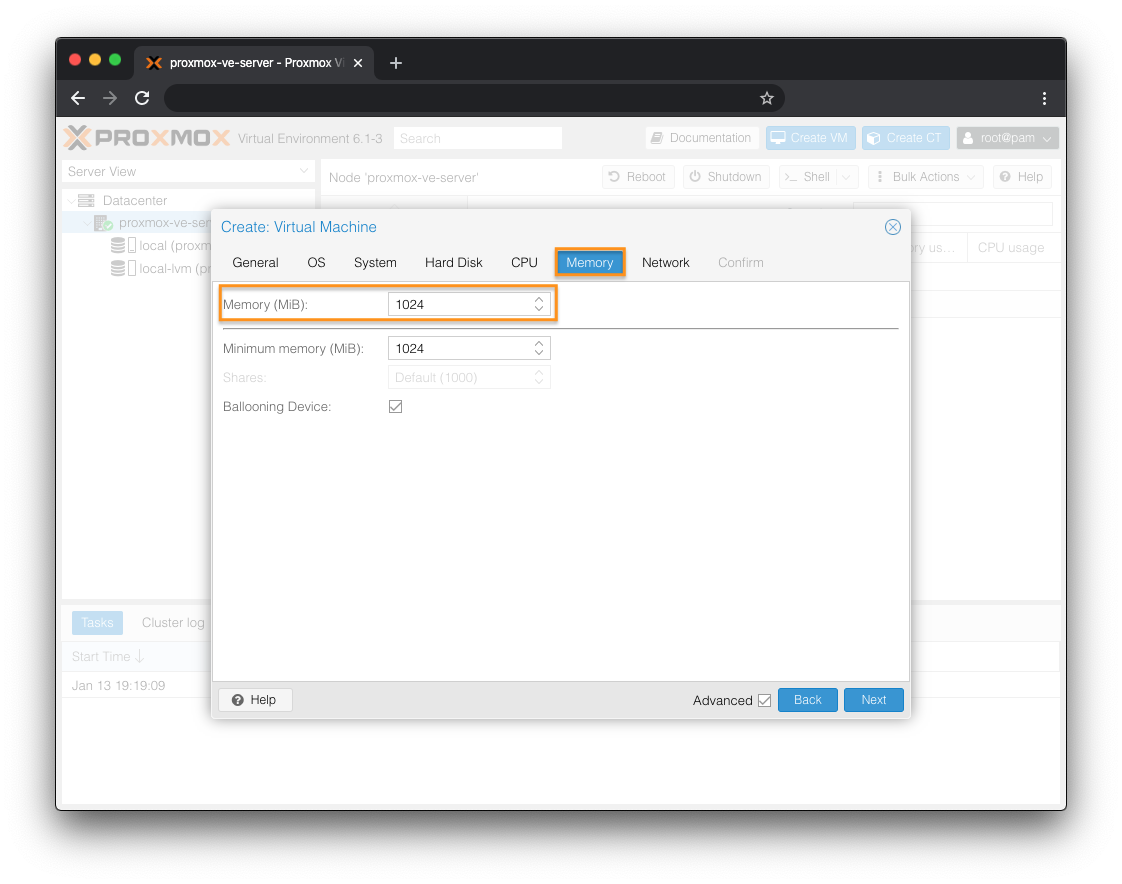 proxmox-ve-server - Proxmox Vi
PROXMOX Virtual Environment 6.1-3 Search Documentation Create VM Create CT root@pam
Server View
Node 'proxmox-ve-server' Reboot Shutdown >_ Shell Bulk Actions Help
Datacenter
proxmox-ve-ser
local (proxm
local-lvm (pr
ry us... CPU usage
Create: Virtual Machine
General OS System Hard Disk CPU Memory Network Confirm
Memory (MiB): 1024
Minimum memory (MiB): 1024
Shares: Default (1000)
Ballooning Device:
Tasks Cluster log
Start Time
Jan 13 19:19:09
Help Advanced Back Next